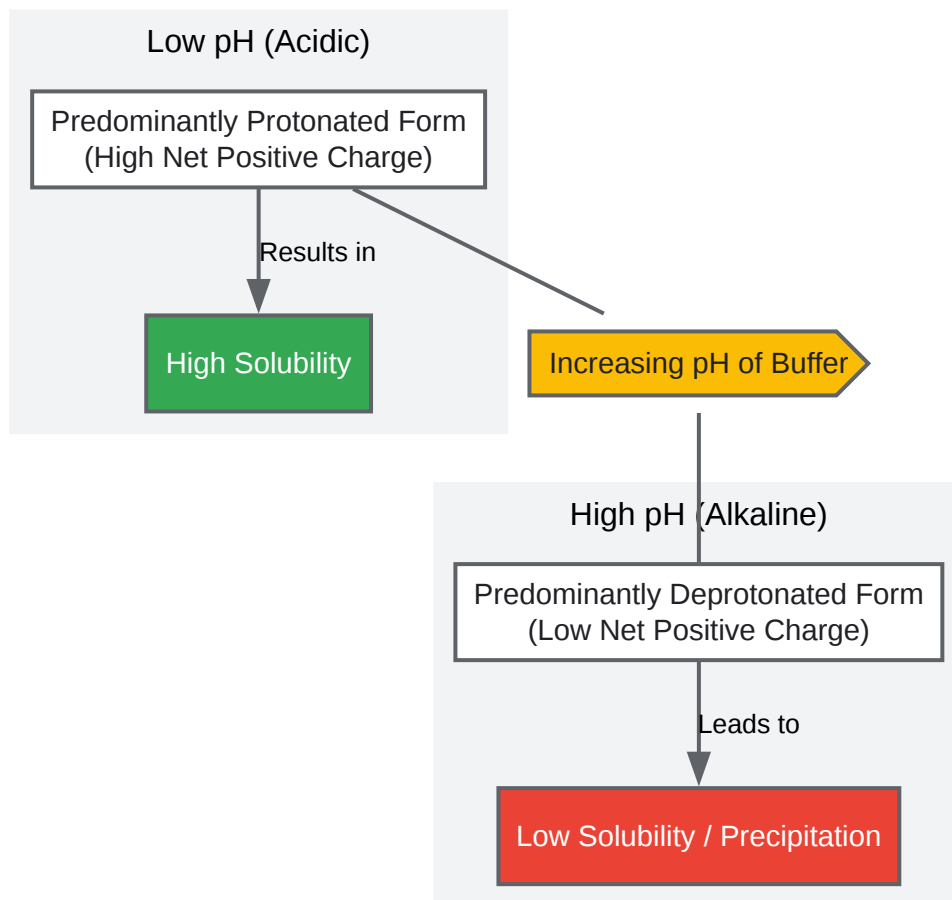 Low pH (Acidic)
Predominantly Protonated Form
(High Net Positive Charge)
Results in
High Solubility
Increasing pH of Buffer
High pH (Alkaline)
Predominantly Deprotonated Form
(Low Net Positive Charge)
Leads to
Low Solubility / Precipitation